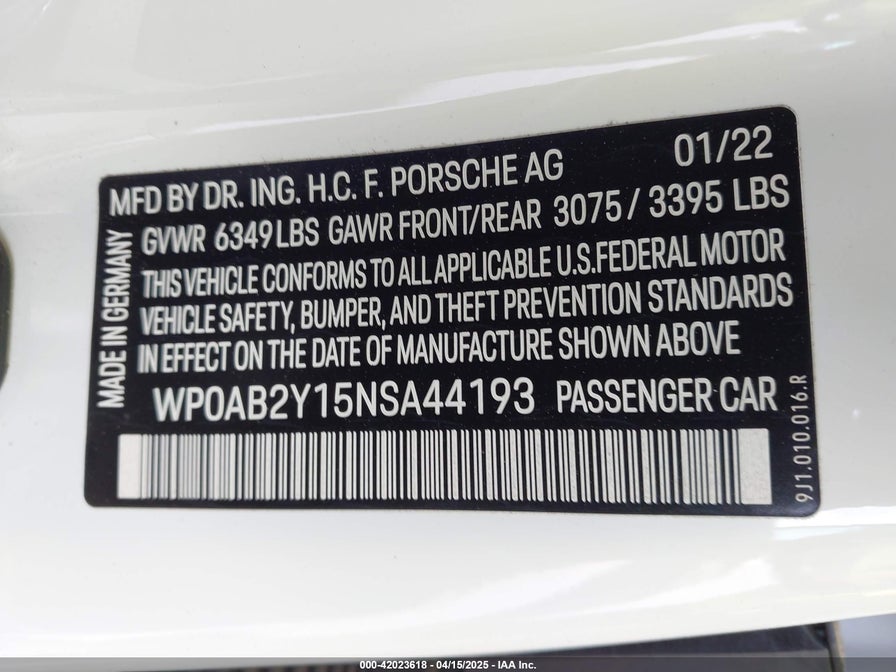 MFD BY DR. ING. H.C. F. PORSCHE AG 01/22
GVWR 6349 LBS GAWR FRONT/REAR 3075 / 3395 LBS
THIS VEHICLE CONFORMS TO ALL APPLICABLE U.S.FEDERAL MOTOR
VEHICLE SAFETY, BUMPER, AND THEFT PREVENTION STANDARDS
IN EFFECT ON THE DATE OF MANUFACTURE SHOWN ABOVE
WP0AB2Y15NSA44193 PASSENGER CAR
MADE IN GERMANY
9J1.010.016.R
000-42023618 - 04/15/2025 - IAA Inc.